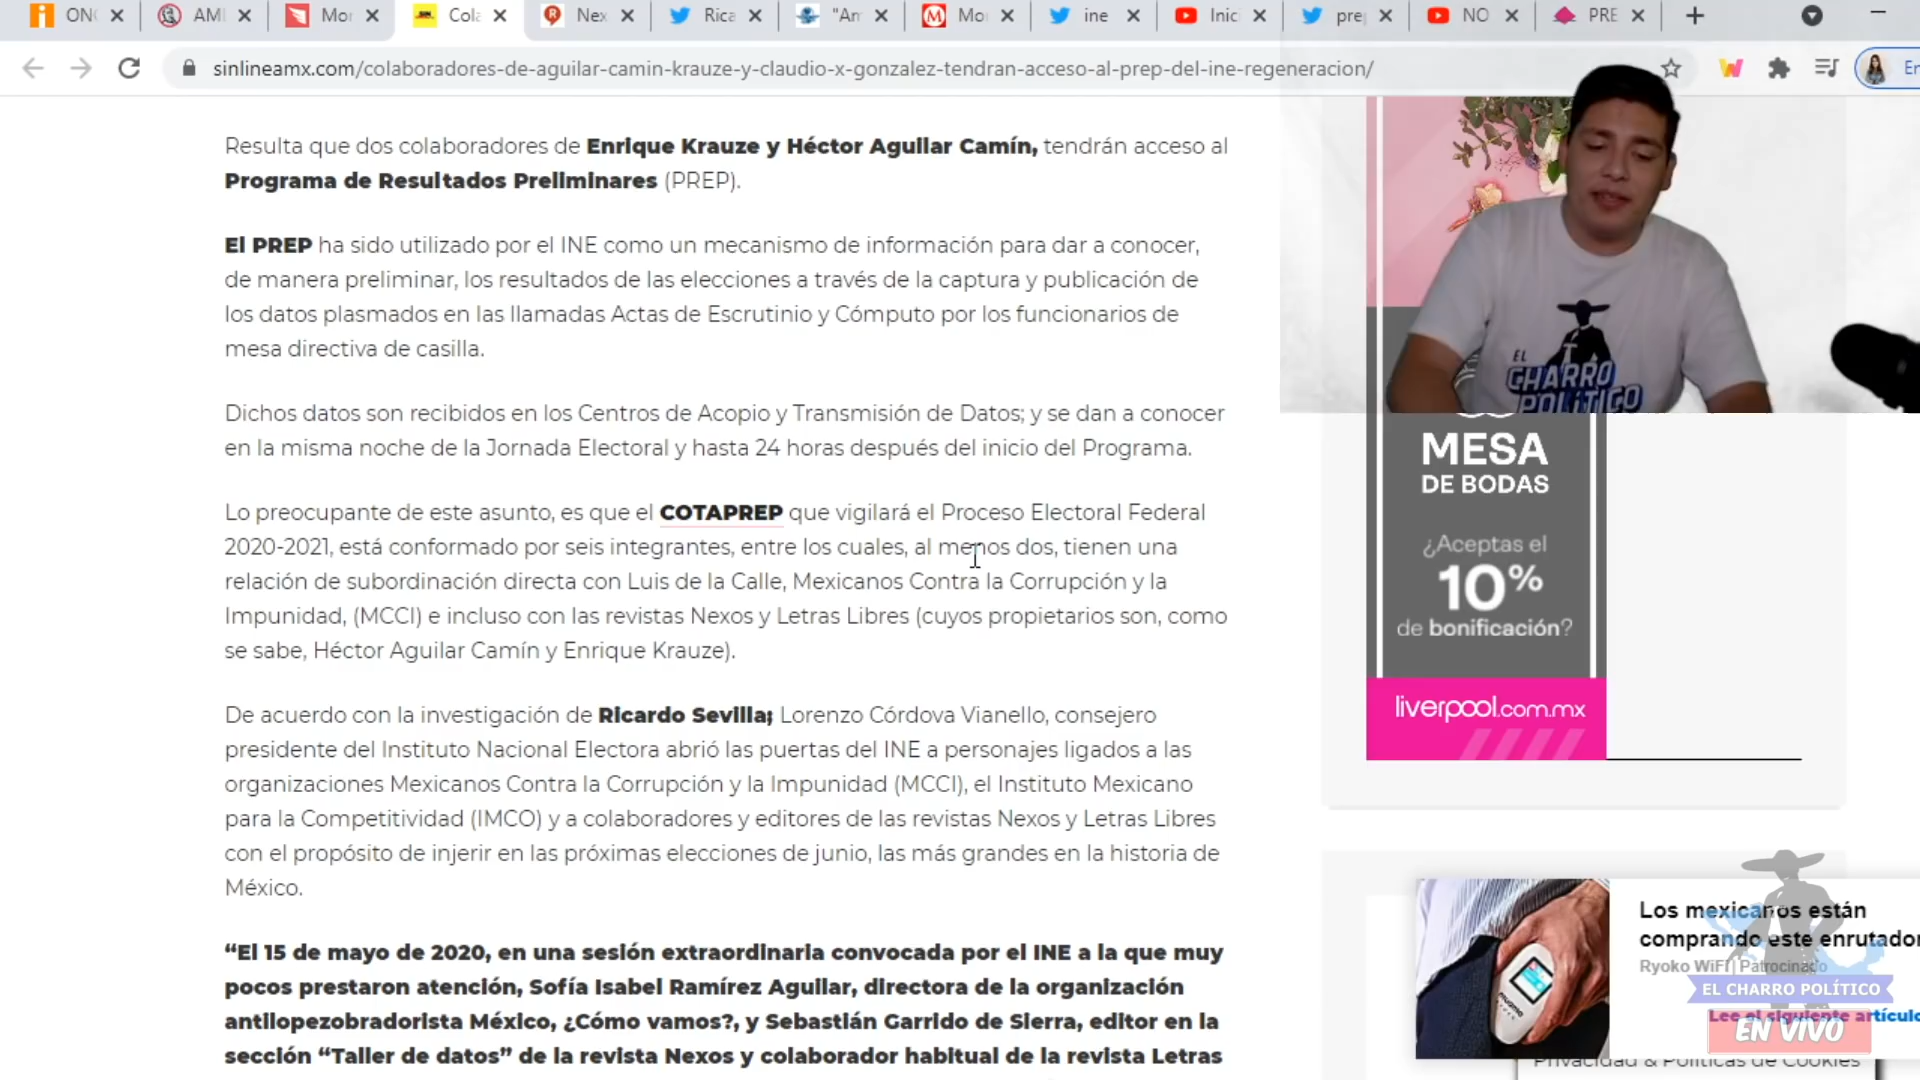 ON
AMI
Mor
Cola
Nex
Rica
"Am
Mo
ine
Inic
prep
NO
PRE
sinlineamx.com/colaboradores-de-aguilar-camin-krauze-y-claudio-x-gonzalez-tendran-acceso-al-prep-del-ine-regeneracion/
Resulta que dos colaboradores de Enrique Krauze y Héctor Aguilar Camín, tendrán acceso al
Programa de Resultados Preliminares (PREP).
El PREP ha sido utilizado por el INE como un mecanismo de información para dar a conocer,
de manera preliminar, los resultados de las elecciones a través de la captura y publicación de
los datos plasmados en las llamadas Actas de Escrutinio y Cómputo por los funcionarios de
mesa directiva de casilla.
Dichos datos son recibidos en los Centros de Acopio y Transmisión de Datos; y se dan a conocer
en la misma noche de la Jornada Electoral y hasta 24 horas después del inicio del Programa.
Lo preocupante de este asunto, es que el COTAPREP que vigilará el Proceso Electoral Federal
2020-2021, está conformado por seis integrantes, entre los cuales, al menos dos, tienen una
relación de subordinación directa con Luis de la Calle, Mexicanos Contra la Corrupción y la
Impunidad, (MCCI) e incluso con las revistas Nexos y Letras Libres (cuyos propietarios son, como
se sabe, Héctor Aguilar Camín y Enrique Krauze).
De acuerdo con la investigación de Ricardo Sevilla; Lorenzo Córdova Vianello, consejero
presidente del Instituto Nacional Electora abrió las puertas del INE a personajes ligados a las
organizaciones Mexicanos Contra la Corrupción y la Impunidad (MCCI), el Instituto Mexicano
para la Competitividad (IMCO) y a colaboradores y editores de las revistas Nexos y Letras Libres
con el propósito de injerir en las próximas elecciones de junio, las más grandes en la historia de
México.
“El 15 de mayo de 2020, en una sesión extraordinaria convocada por el INE a la que muy
pocos prestaron atención, Sofía Isabel Ramírez Aguilar, directora de la organización
antilopezobradorista México, ¿Cómo vamos?, y Sebastián Garrido de Sierra, editor en la
sección “Taller de datos” de la revista Nexos y colaborador habitual de la revista Letras
EL
CHARRO
POLÍTICO
MESA
DE BODAS
¿Aceptas el
10%
de bonificación?
liverpool.com.mx
Los mexicanos están
comprando este enrutador
Ryoko WiFi | Patrocinado
EL CHARRO POLÍTICO
Lee el siguiente artículo
EN VIVO
Privacidad & Políticas de Cookies